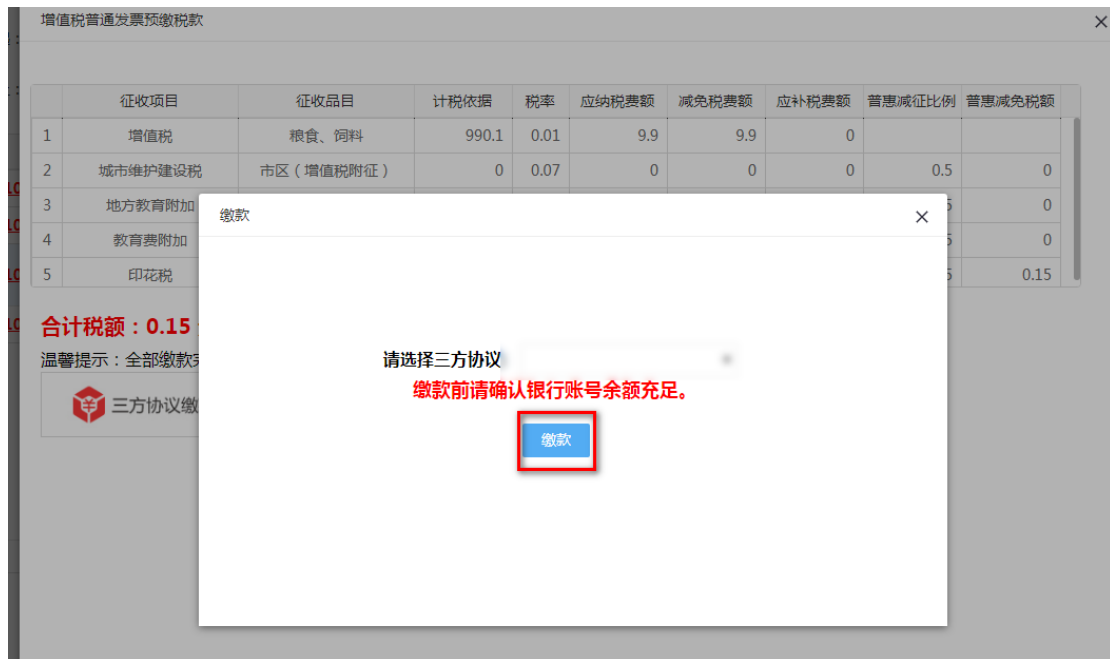 增值税普通发票预缴税款
征收项目 征收品目 计税依据 税率 应纳税费额 减免税费额 应补税费额 普惠减征比例 普惠减免税额
1 增值税 粮食、饲料 990.1 0.01 9.9 9.9 0
2 城市维护建设税 市区（增值税附征） 0 0.07 0 0 0 0.5 0
3 地方教育附加 5 0
4 教育费附加 5 0
5 印花税 5 0.15
缴款
合计税额：0.15
温馨提示：全部缴款
三方协议缴
请选择三方协议
缴款前请确认银行账号余额充足。
缴款